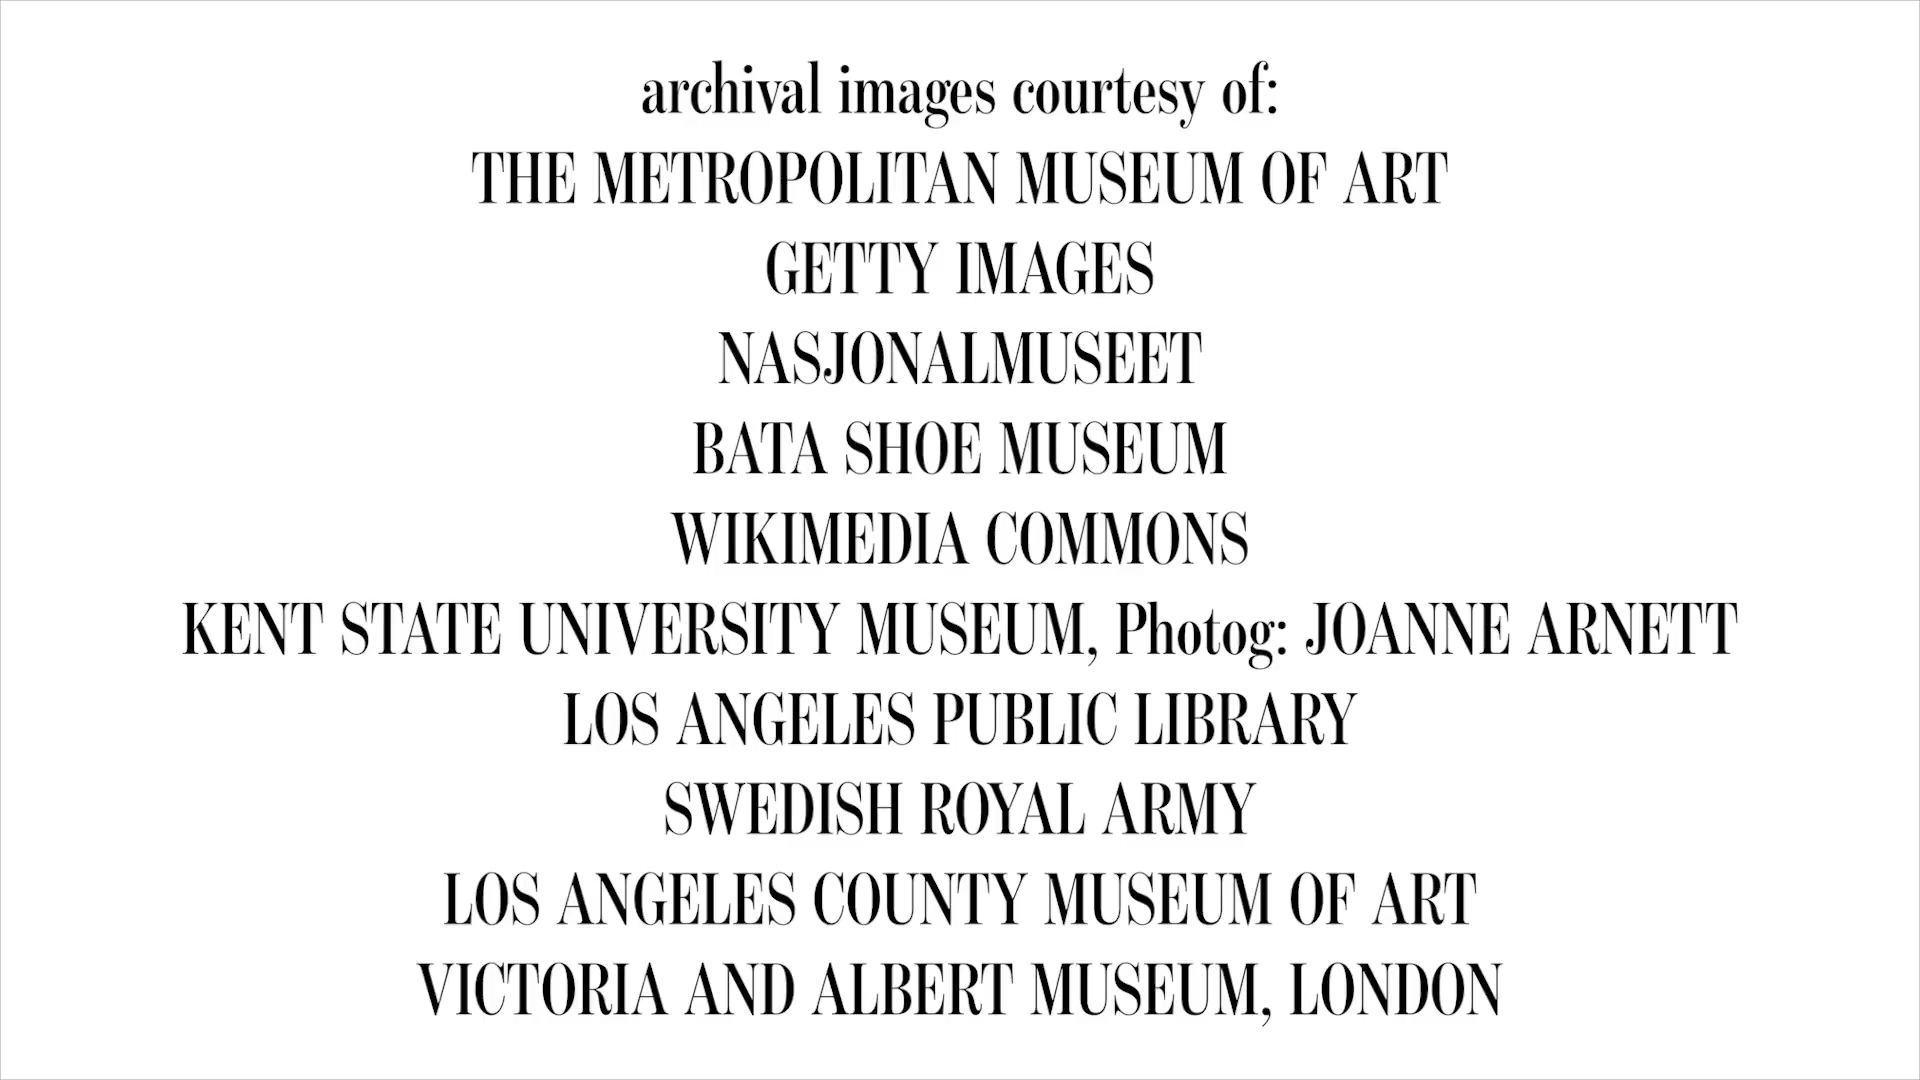 archival images courtesy of:
THE METROPOLITAN MUSEUM OF ART
GETTY IMAGES
NASJONALMUSEET
BATA SHOE MUSEUM
WIKIMEDIA COMMONS
KENT STATE UNIVERSITY MUSEUM, Photog: JOANNE ARNETT
LOS ANGELES PUBLIC LIBRARY
SWEDISH ROYAL ARMY
LOS ANGELES COUNTY MUSEUM OF ART
VICTORIA AND ALBERT MUSEUM, LONDON